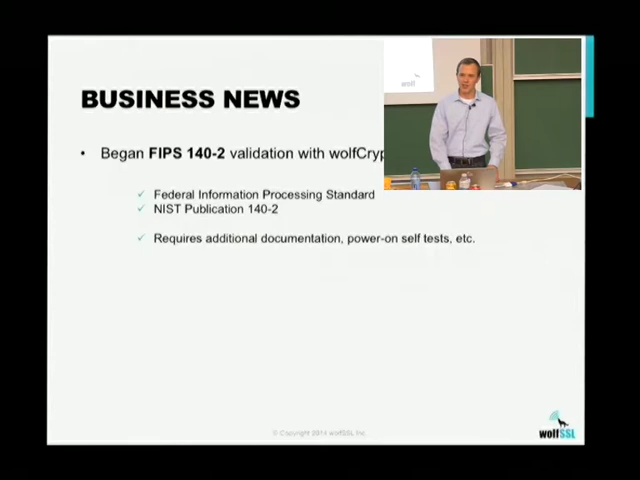 BUSINESS NEWS
• Began FIPS 140-2 validation with wolfCryp
✓ Federal Information Processing Standard
✓ NIST Publication 140-2
✓ Requires additional documentation, power-on self tests, etc.
© Copyright 2014 wolfSSL Inc.
wolfSSL
wolf